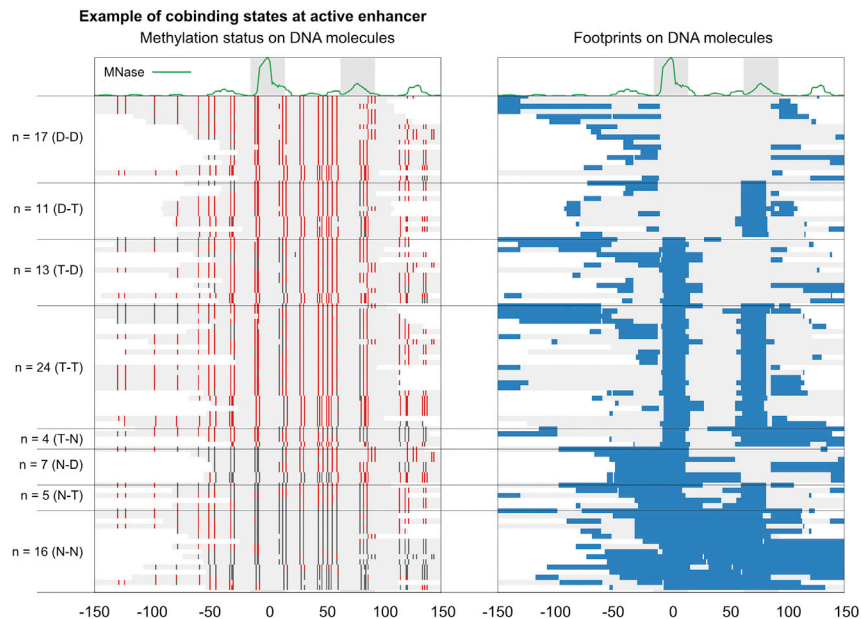 Example of cobinding states at active enhancer
Methylation status on DNA molecules
Footprints on DNA molecules
MNase
n = 17 (D-D)
n = 11 (D-T)
n = 13 (T-D)
n = 24 (T-T)
n = 4 (T-N)
n = 7 (N-D)
n = 5 (N-T)
n = 16 (N-N)
-150 -100 -50 0 50 100 150
-150 -100 -50 0 50 100 150